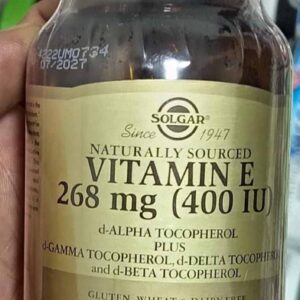 4222UMO734
07/2027
SOLGAR
Since 1947
NATURALLY SOURCED
VITAMIN E
268 mg (400 IU)
d-ALPHA TOCOPHEROL
PLUS
d-GAMMA TOCOPHEROL, d-DELTA TOCOPHEROL
and d-BETA TOCOPHEROL
GLUTEN, WHEAT & DAIRY FREE